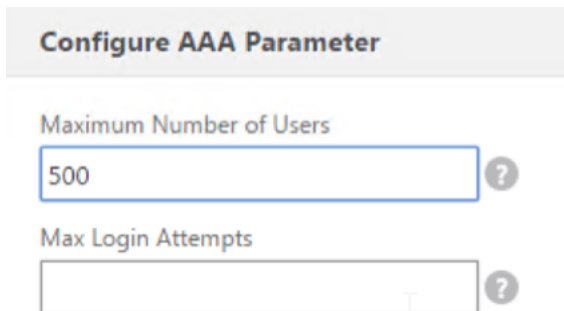 Configure AAA Parameter
Maximum Number of Users
500
?
Max Login Attempts
?